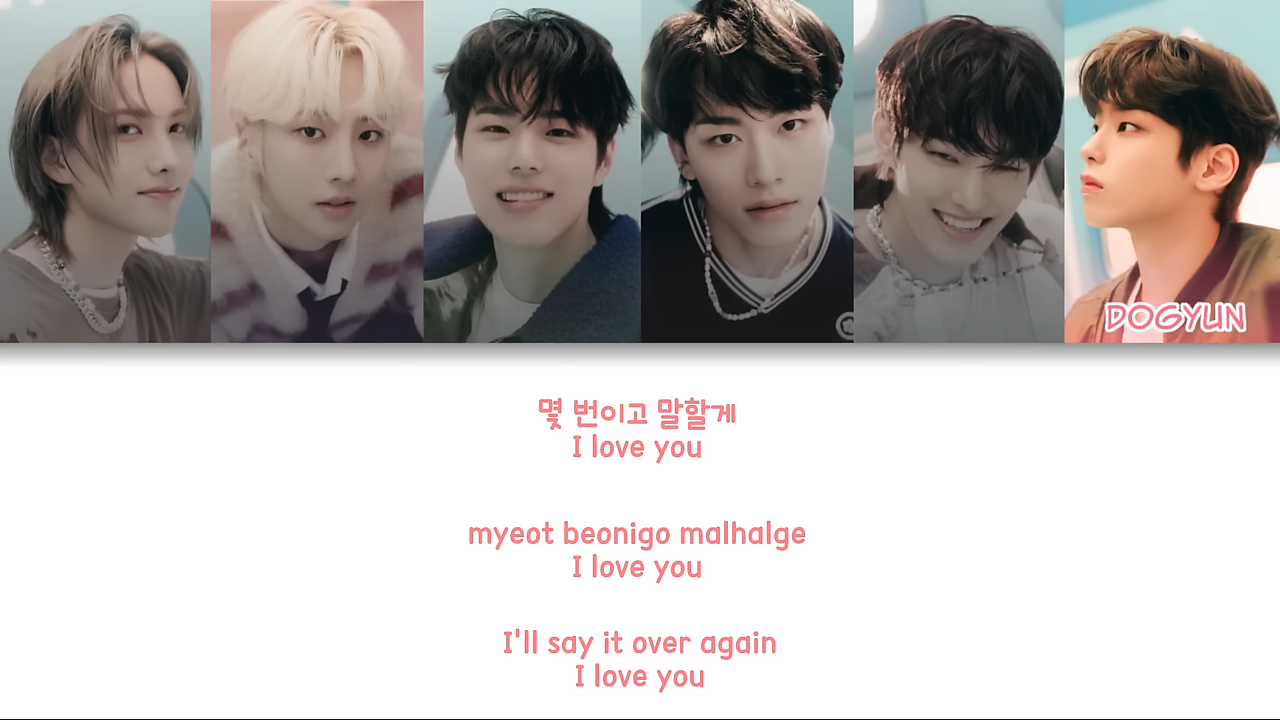 DOGYUN
몇 번이고 말할게
I love you
myeot beonigo malhalge
I love you
I'll say it over again
I love you